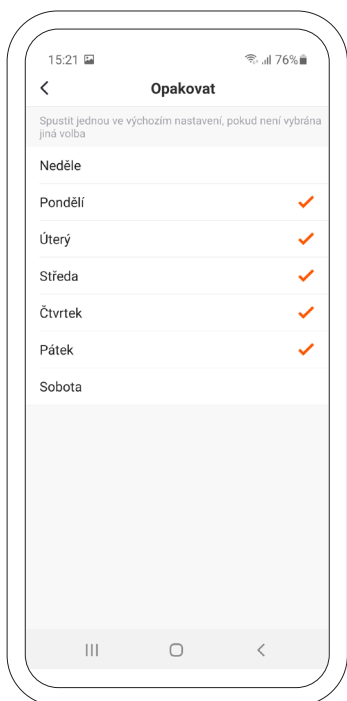 15:21 76%
Opakovat
Spustit jednou ve výchozím nastavení, pokud není vybrána
jiná volba
Neděle
Pondělí
Úterý
Středa
Čtvrtek
Pátek
Sobota